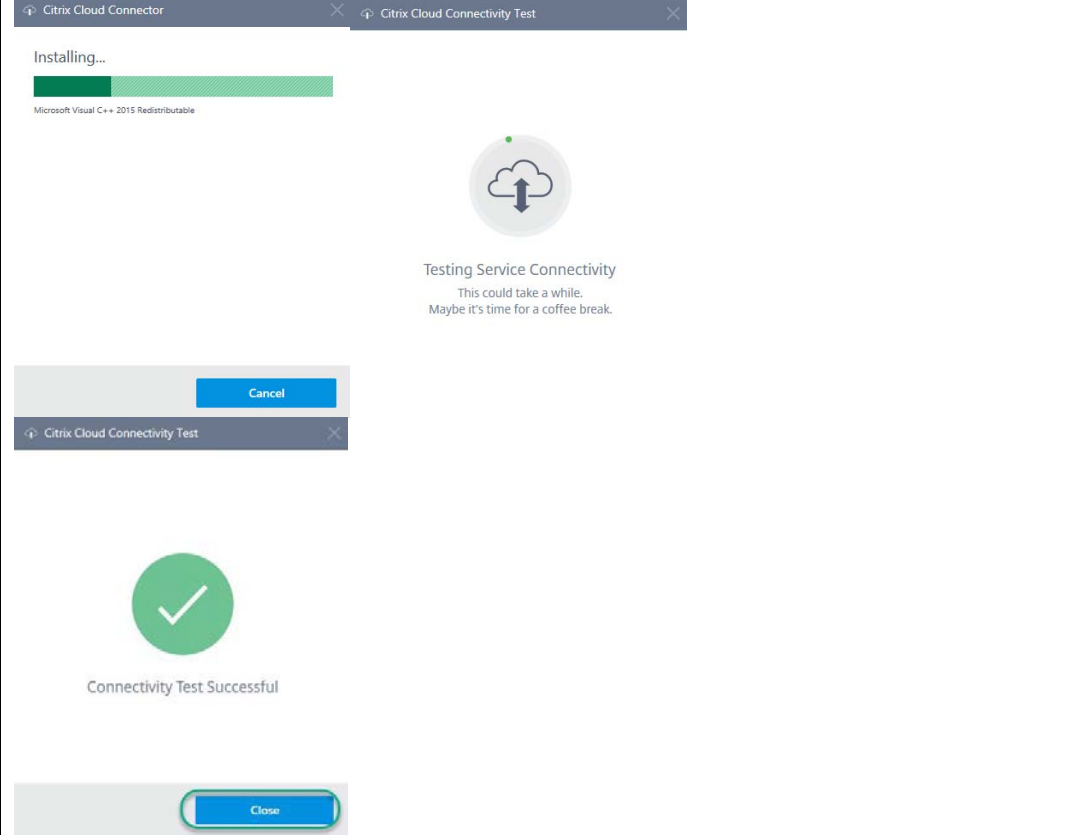 Citrix Cloud Connector
Installing...
Microsoft Visual C++ 2015 Redistributable
Cancel
Citrix Cloud Connectivity Test
Testing Service Connectivity
This could take a while.
Maybe it's time for a coffee break.
Citrix Cloud Connectivity Test
Connectivity Test Successful
Close